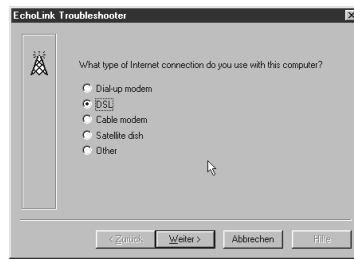 EchoLink Troubleshooter
What type of Internet connection do you use with this computer?
Dial-up modem
DSL
Cable modem
Satellite dish
Other
< Zurück Weiter > Abbrechen Hilfe